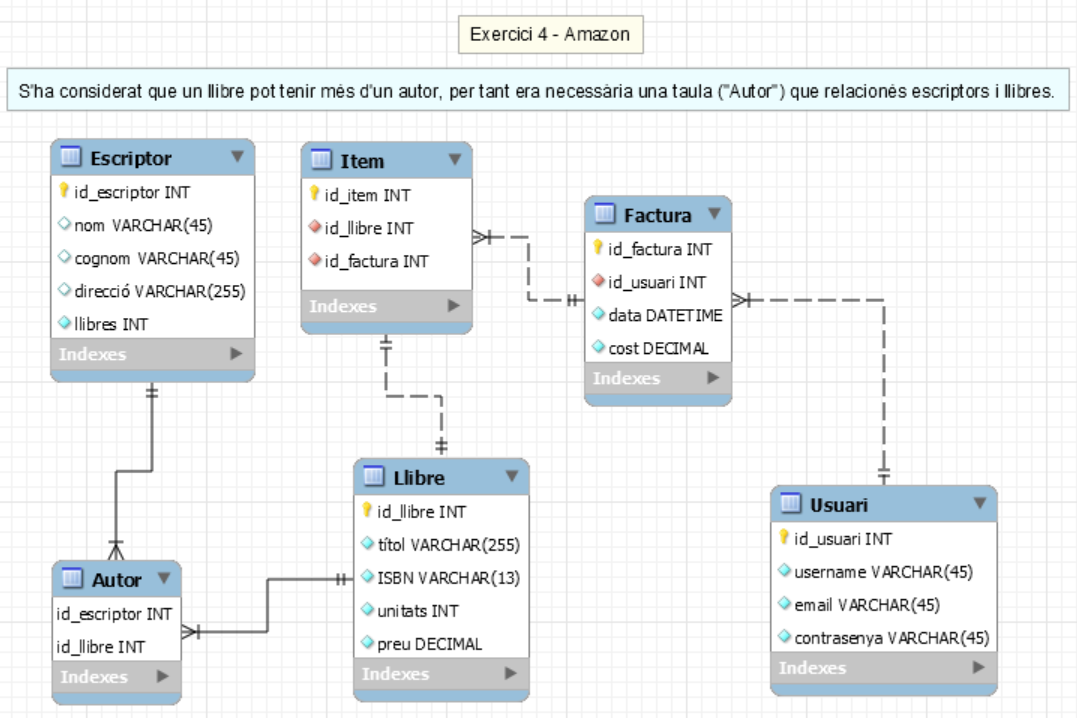 Exercici 4 - Amazon
S'ha considerat que un llibre pot tenir més d'un autor, per tant era necessària una taula ("Autor") que relacionés escriptors i llibres.
Escriptor
id_escriptor INT
nom VARCHAR(45)
cognom VARCHAR(45)
direcció VARCHAR(255)
llibres INT
Indexes
Item
id_item INT
id_llibre INT
id_factura INT
Indexes
Factura
id_factura INT
id_usuari INT
data DATETIME
cost DECIMAL
Indexes
Llibre
id_llibre INT
títol VARCHAR(255)
ISBN VARCHAR(13)
unitats INT
preu DECIMAL
Indexes
Usuari
id_usuari INT
username VARCHAR(45)
email VARCHAR(45)
contrasenya VARCHAR(45)
Indexes
Autor
id_escriptor INT
id_llibre INT
Indexes